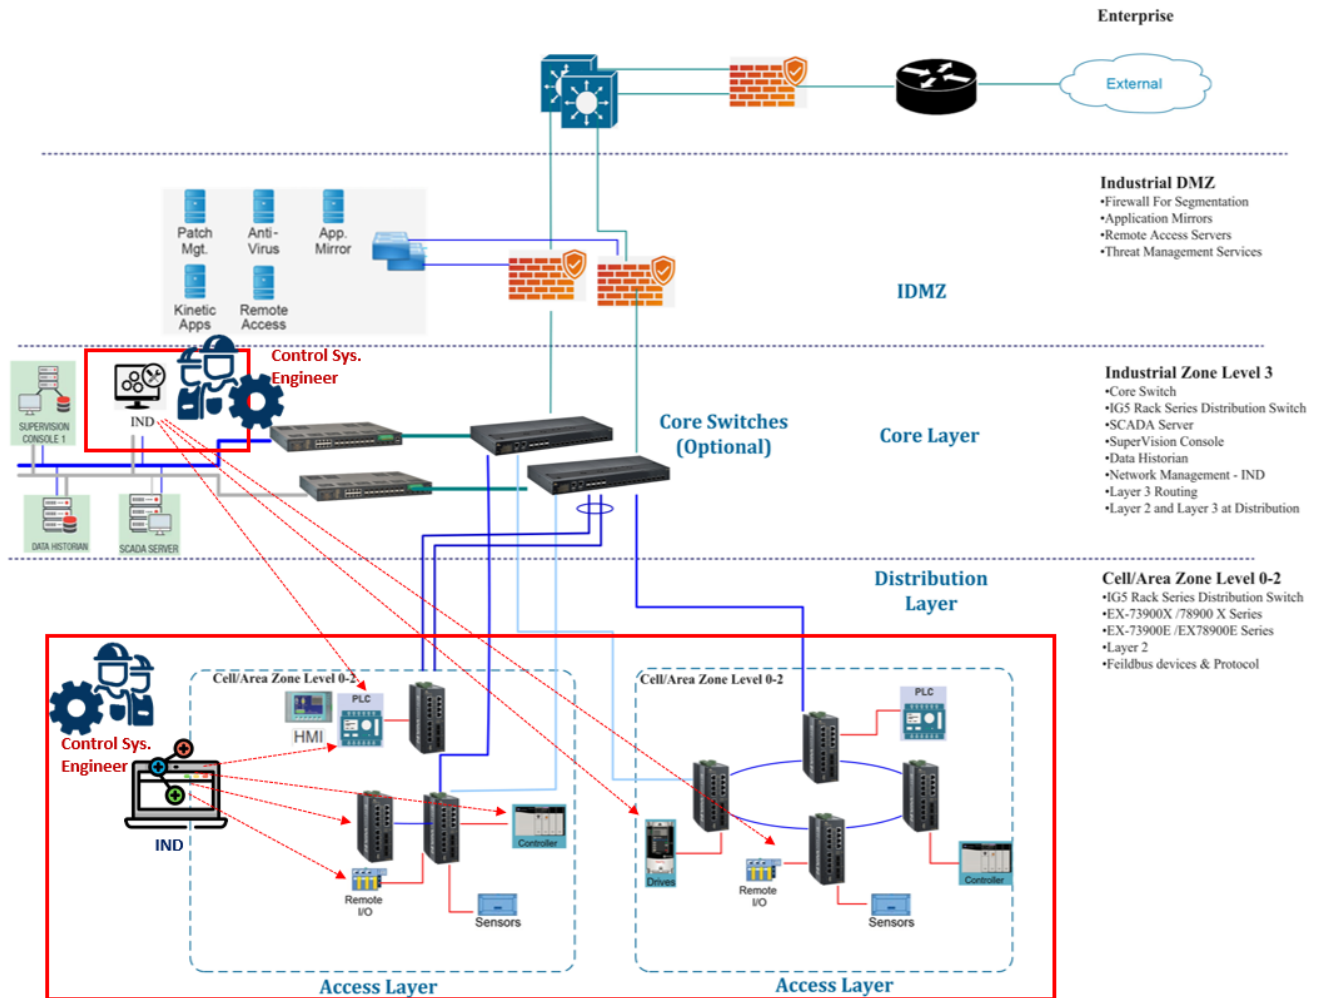 Enterprise
External
Industrial DMZ
•Firewall For Segmentation
•Application Mirrors
•Remote Access Servers
•Threat Management Services
Patch
Mgt.
Anti-
Virus
App.
Mirror
Kinetic
Apps
Remote
Access
IDMZ
Control Sys.
Engineer
IND
SUPERVISION
CONSOLE 1
DATA HISTORIAN
SCADA SERVER
Core Switches
(Optional)
Core Layer
Industrial Zone Level 3
•Core Switch
•IG5 Rack Series Distribution Switch
•SCADA Server
•SuperVision Console
•Data Historian
•Network Management - IND
•Layer 3 Routing
•Layer 2 and Layer 3 at Distribution
Distribution
Layer
Cell/Area Zone Level 0-2
•IG5 Rack Series Distribution Switch
•EX-73900X /78900 X Series
•EX-73900E /EX78900E Series
•Layer 2
•Feildbus devices & Protocol
Control Sys.
Engineer
IND
Cell/Area Zone Level 0-2
HMI
PLC
Controller
Remote
I/O
Sensors
Access Layer
Cell/Area Zone Level 0-2
PLC
Drives
Remote
I/O
Controller
Sensors
Access Layer